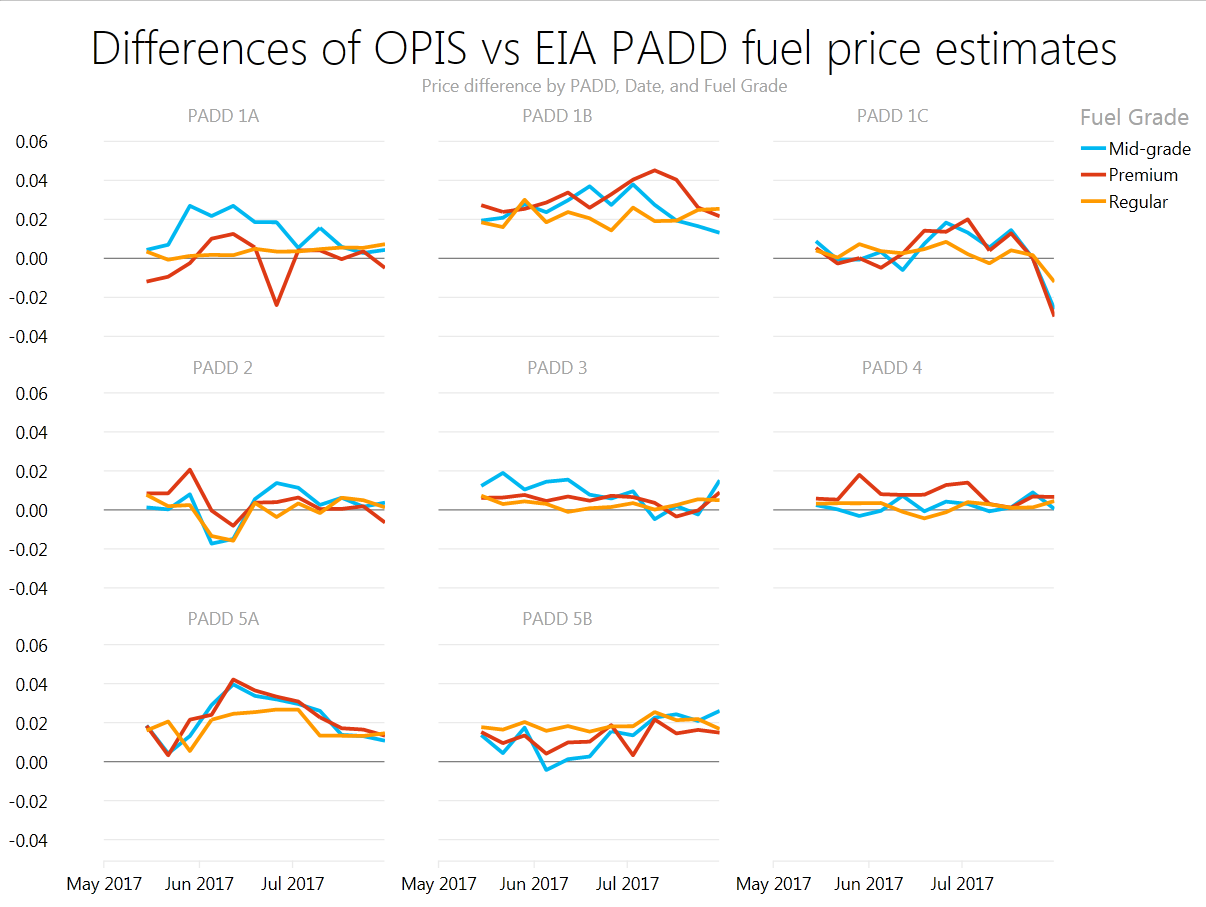 Differences of OPIS vs EIA PADD fuel price estimates
Price difference by PADD, Date, and Fuel Grade
PADD 1A
PADD 1B
PADD 1C
Fuel Grade
Mid-grade
Premium
Regular
0.06
0.04
0.02
0.00
-0.02
-0.04
PADD 2
PADD 3
PADD 4
0.06
0.04
0.02
0.00
-0.02
-0.04
PADD 5A
PADD 5B
0.06
0.04
0.02
0.00
-0.02
-0.04
May 2017 Jun 2017 Jul 2017
May 2017 Jun 2017 Jul 2017
May 2017 Jun 2017 Jul 2017